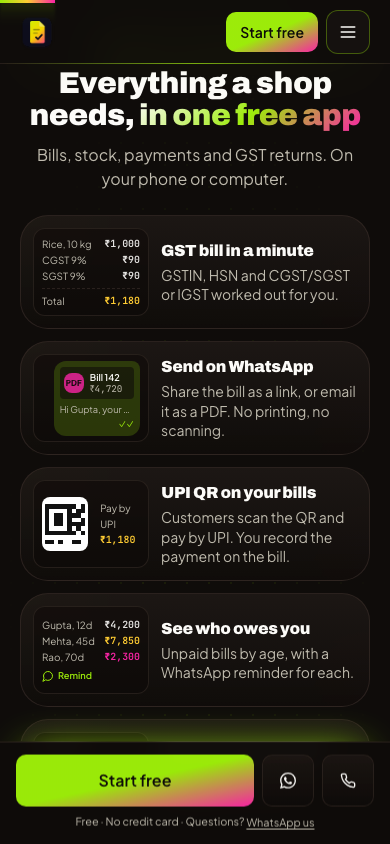 Start free
Everything a shop
needs, in one free app
Bills, stock, payments and GST returns. On
your phone or computer.
Rice, 10 kg ₹1,000
CGST 9% ₹90
SGST 9% ₹90
Total ₹1,180
GST bill in a minute
GSTIN, HSN and CGST/SGST
or IGST worked out for you.
PDF
Bill 142
₹4,720
Hi Gupta, your ...
Send on WhatsApp
Share the bill as a link, or email
it as a PDF. No printing, no
scanning.
Pay by
UPI
₹1,180
UPI QR on your bills
Customers scan the QR and
pay by UPI. You record the
payment on the bill.
Gupta, 12d ₹4,200
Mehta, 45d ₹7,850
Rao, 70d ₹2,300
Remind
See who owes you
Unpaid bills by age, with a
WhatsApp reminder for each.
Start free
Free · No credit card · Questions? WhatsApp us